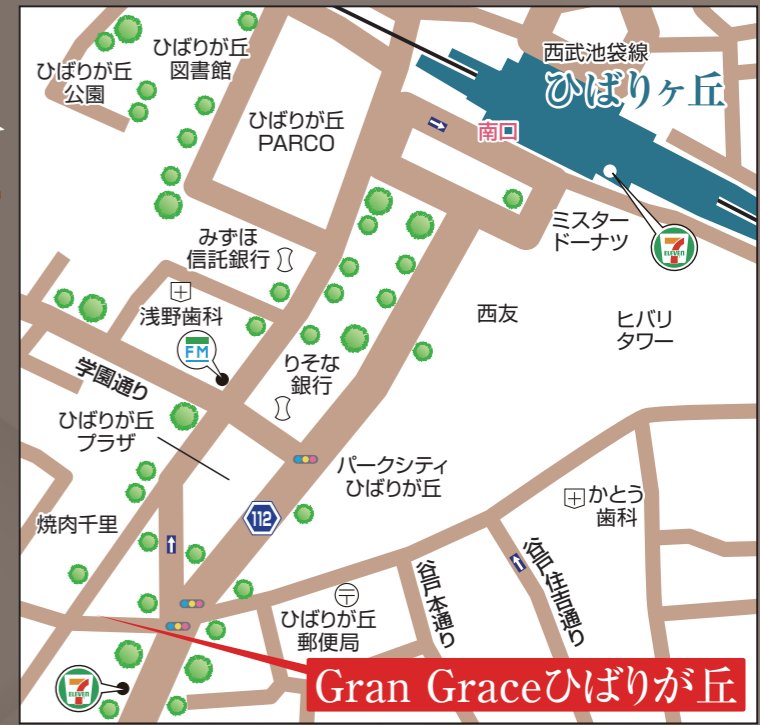 ひばりが丘
公園
ひばりが丘
図書館
西武池袋線
ひばりヶ丘
南口
ひばりが丘
PARCO
ミスター
ドーナツ
7
ELEVEN
みずほ
信託銀行
浅野歯科
FM
西友
ヒバリ
タワー
学園通り
りそな
銀行
ひばりが丘
プラザ
パークシティ
ひばりが丘
112
かとう
歯科
焼肉千里
谷戸本通り
谷戸住吉通り
ひばりが丘
郵便局
7
ELEVEN
Gran Graceひばりが丘